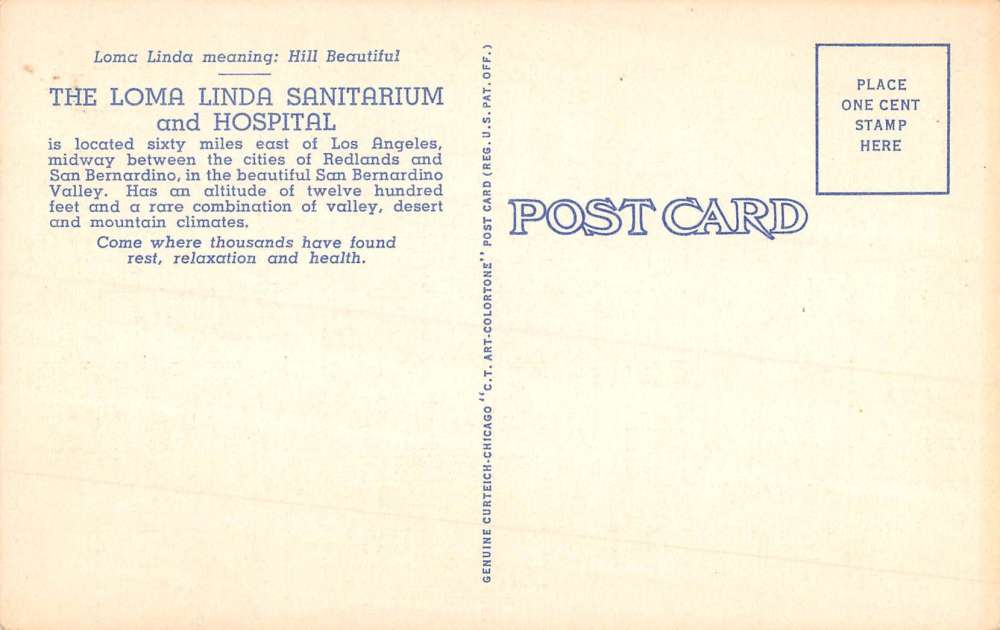 Loma Linda meaning: Hill Beautiful
THE LOMA LINDA SANITARIUM
and HOSPITAL
is located sixty miles east of Los Angeles,
midway between the cities of Redlands and
San Bernardino, in the beautiful San Bernardino
Valley. Has an altitude of twelve hundred
feet and a rare combination of valley, desert
and mountain climates.
Come where thousands have found
rest, relaxation and health.
GENUINE CURTEICH-CHICAGO "C.T. ART-COLORTONE" POST CARD (REG. U.S. PAT. OFF.)
POST CARD
PLACE
ONE CENT
STAMP
HERE